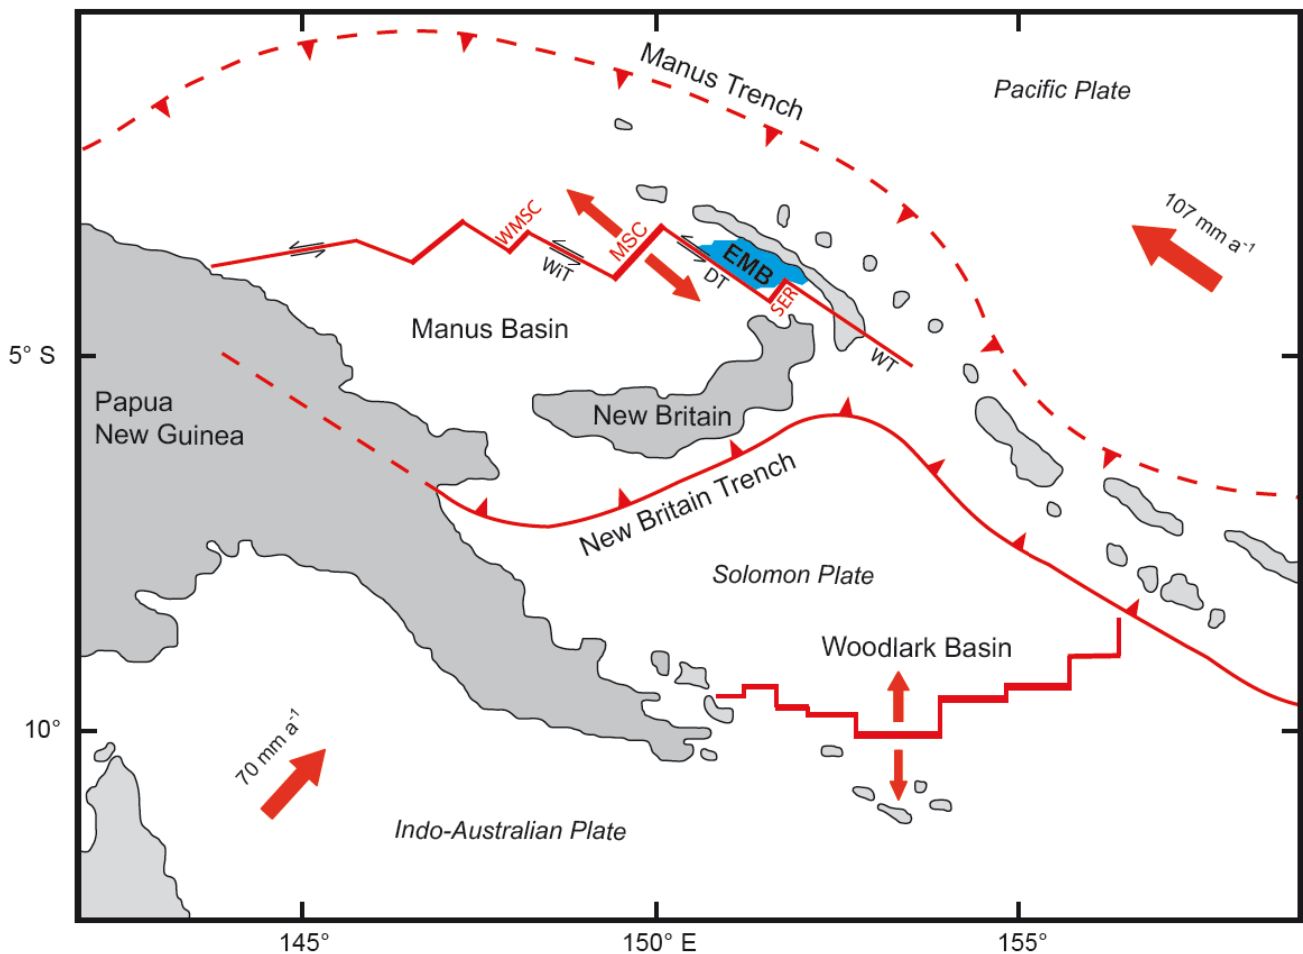 Manus Trench
Pacific Plate
107 mm a⁻¹
WMSC
MSC
WiT
EMB
DT
SER
Manus Basin
5° S
WT
Papua
New Guinea
New Britain
New Britain Trench
Solomon Plate
Woodlark Basin
10°
70 mm a⁻¹
Indo-Australian Plate
145°
150° E
155°